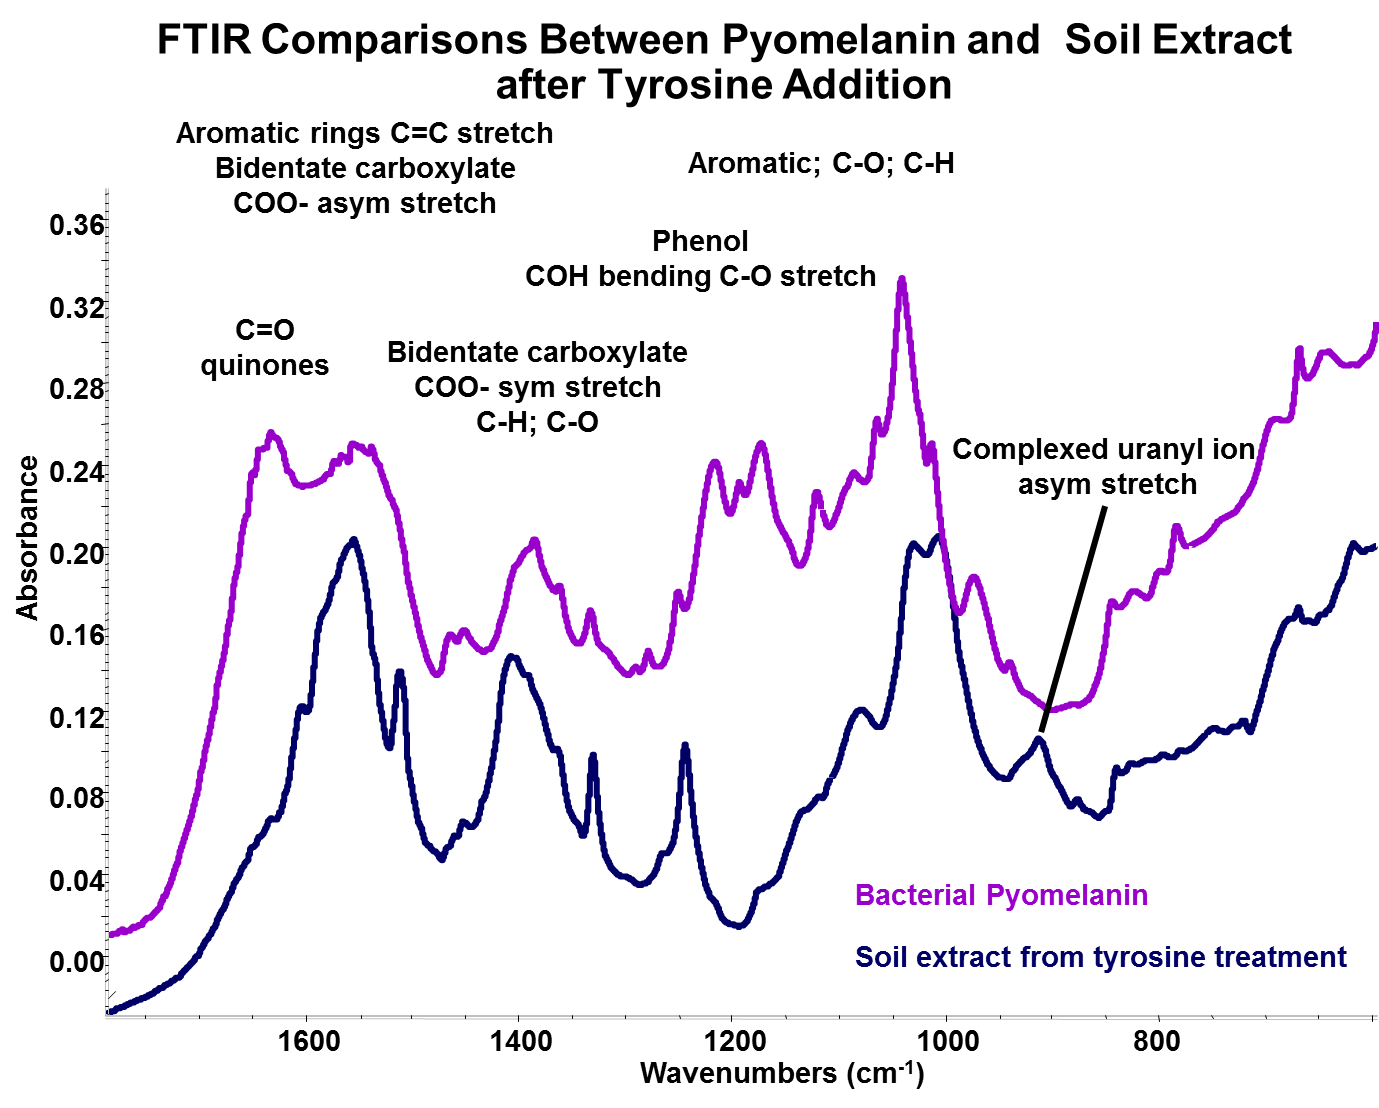 FTIR Comparisons Between Pyomelanin and Soil Extract
after Tyrosine Addition
Aromatic rings C=C stretch
Bidentate carboxylate
COO- asym stretch
Aromatic; C-O; C-H
Phenol
COH bending C-O stretch
C=O
quinones
Bidentate carboxylate
COO- sym stretch
C-H; C-O
Complexed uranyl ion
asym stretch
Absorbance
0.36
0.32
0.28
0.24
0.20
0.16
0.12
0.08
0.04
0.00
Bacterial Pyomelanin
Soil extract from tyrosine treatment
1600 1400 1200 1000 800
Wavenumbers (cm⁻¹)